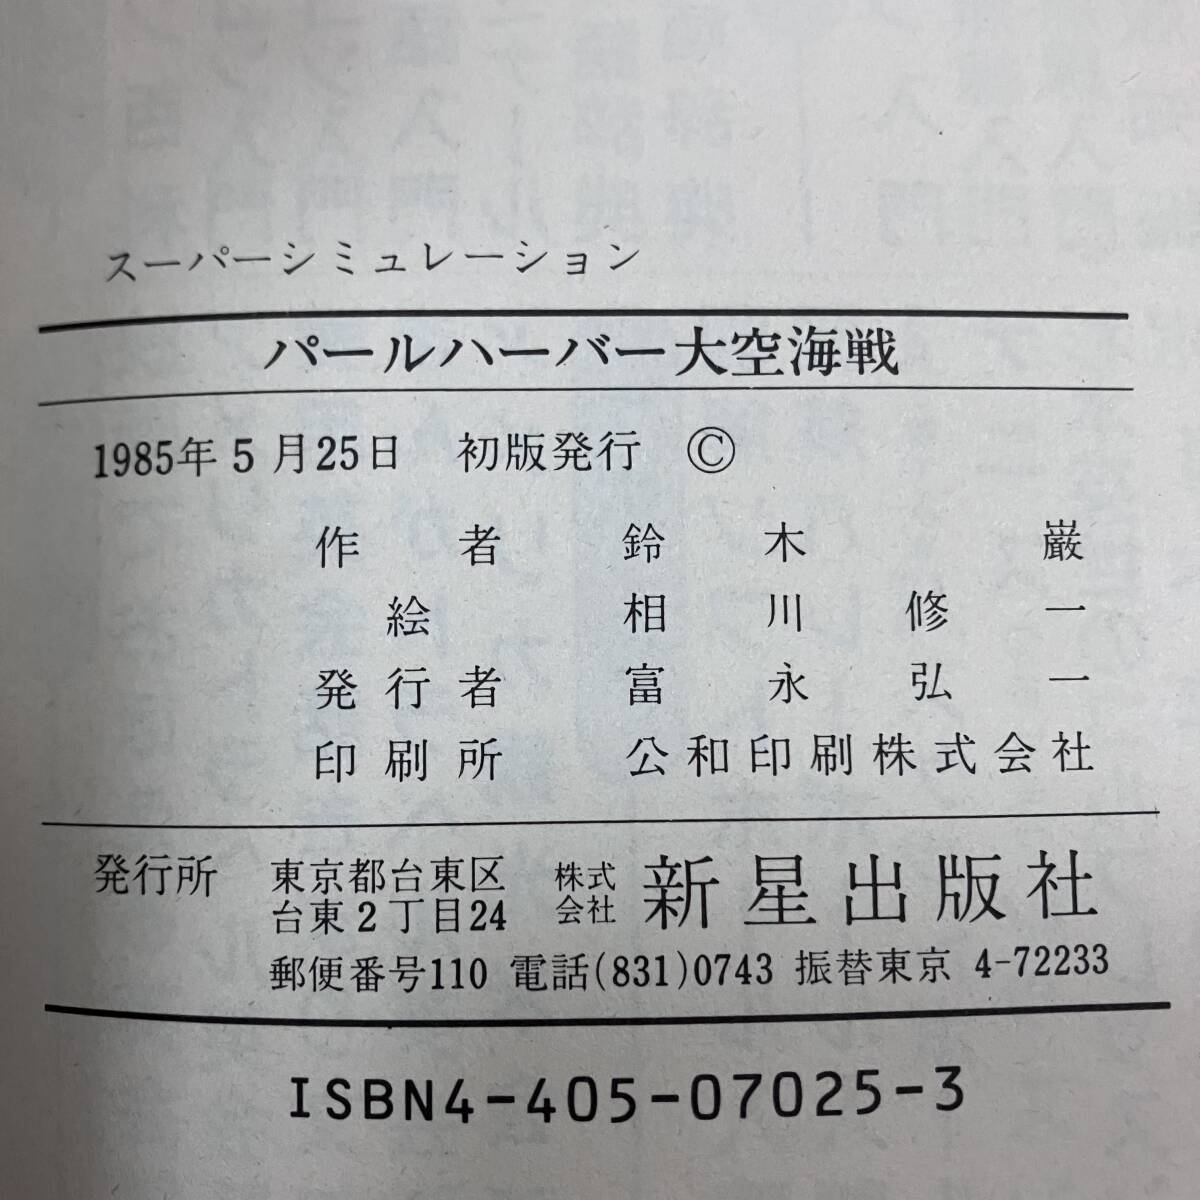 スーパーシミュレーション
パールハーバー大空海戦
1985年5月25日 初版発行 ©
作者 鈴木 巌
絵 相川修一
発行者 富永弘一
印刷所 公和印刷株式会社
発行所 東京都台東区台東2丁目24 株式会社 新星出版社
郵便番号110 電話(831)0743 振替東京 4-72233
ISBN4-405-07025-3